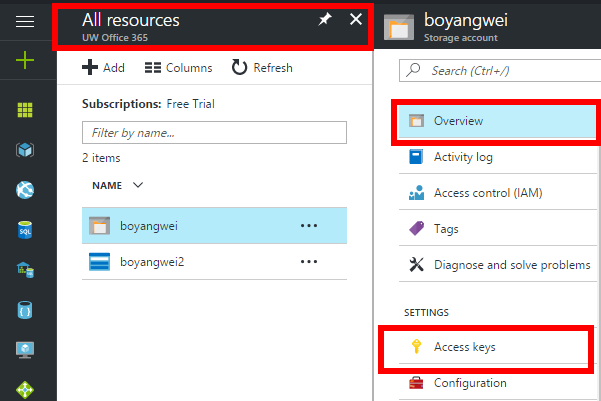 All resources
UW Office 365
Add
Columns
Refresh
Subscriptions: Free Trial
Filter by name...
2 items
NAME
boyangwei
boyangwei2
boyangwei
Storage account
Search (Ctrl+/)
Overview
Activity log
Access control (IAM)
Tags
Diagnose and solve problems
SETTINGS
Access keys
Configuration
SQL